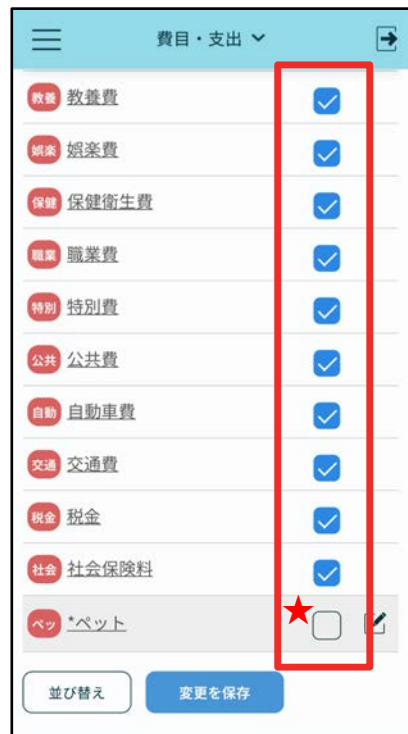 費目・支出
教養 教養費
娯楽 娯楽費
保健 保健衛生費
職業 職業費
特別 特別費
公共 公共費
自動 自動車費
交通 交通費
税金 税金
社会 社会保険料
ペッ *ペット
並び替え 変更を保存